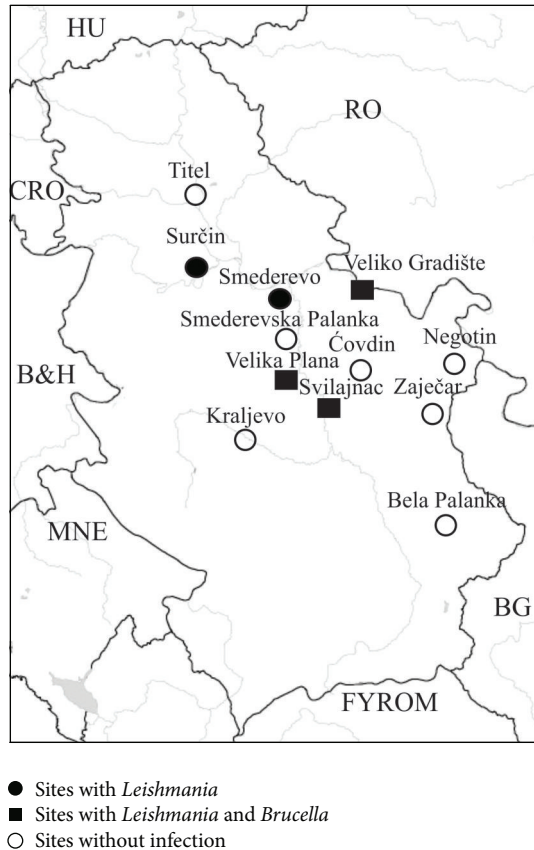 HU
RO
Titel
CRO
Surčin
Veliko Gradište
Smederevo
Smederevska Palanka
Negotin
Ćovdin
Velika Plana
B&H
Svilajnac
Zaječar
Kraljevo
Bela Palanka
MNE
BG
FYROM
Sites with Leishmania
Sites with Leishmania and Brucella
Sites without infection